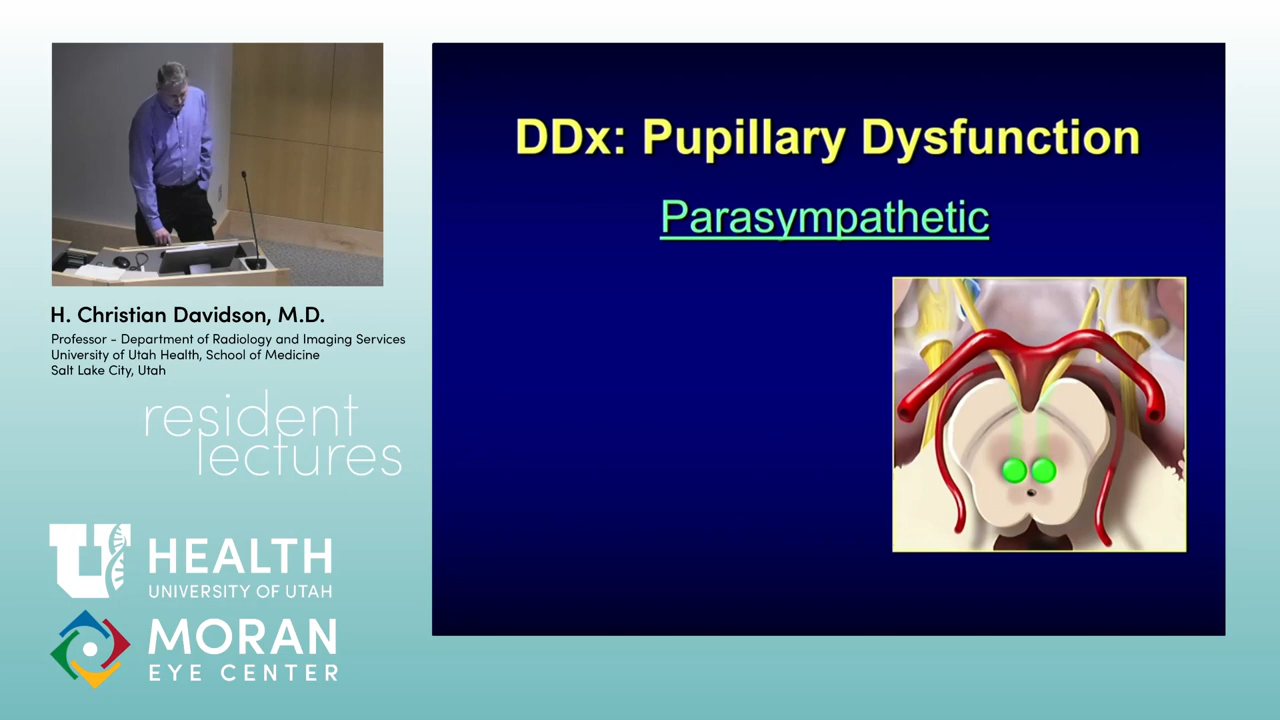 DDx: Pupillary Dysfunction
Parasympathetic
H. Christian Davidson, M.D.
Professor - Department of Radiology and Imaging Services
University of Utah Health, School of Medicine
Salt Lake City, Utah
resident
lectures
U HEALTH
UNIVERSITY OF UTAH
MORAN
EYE CENTER